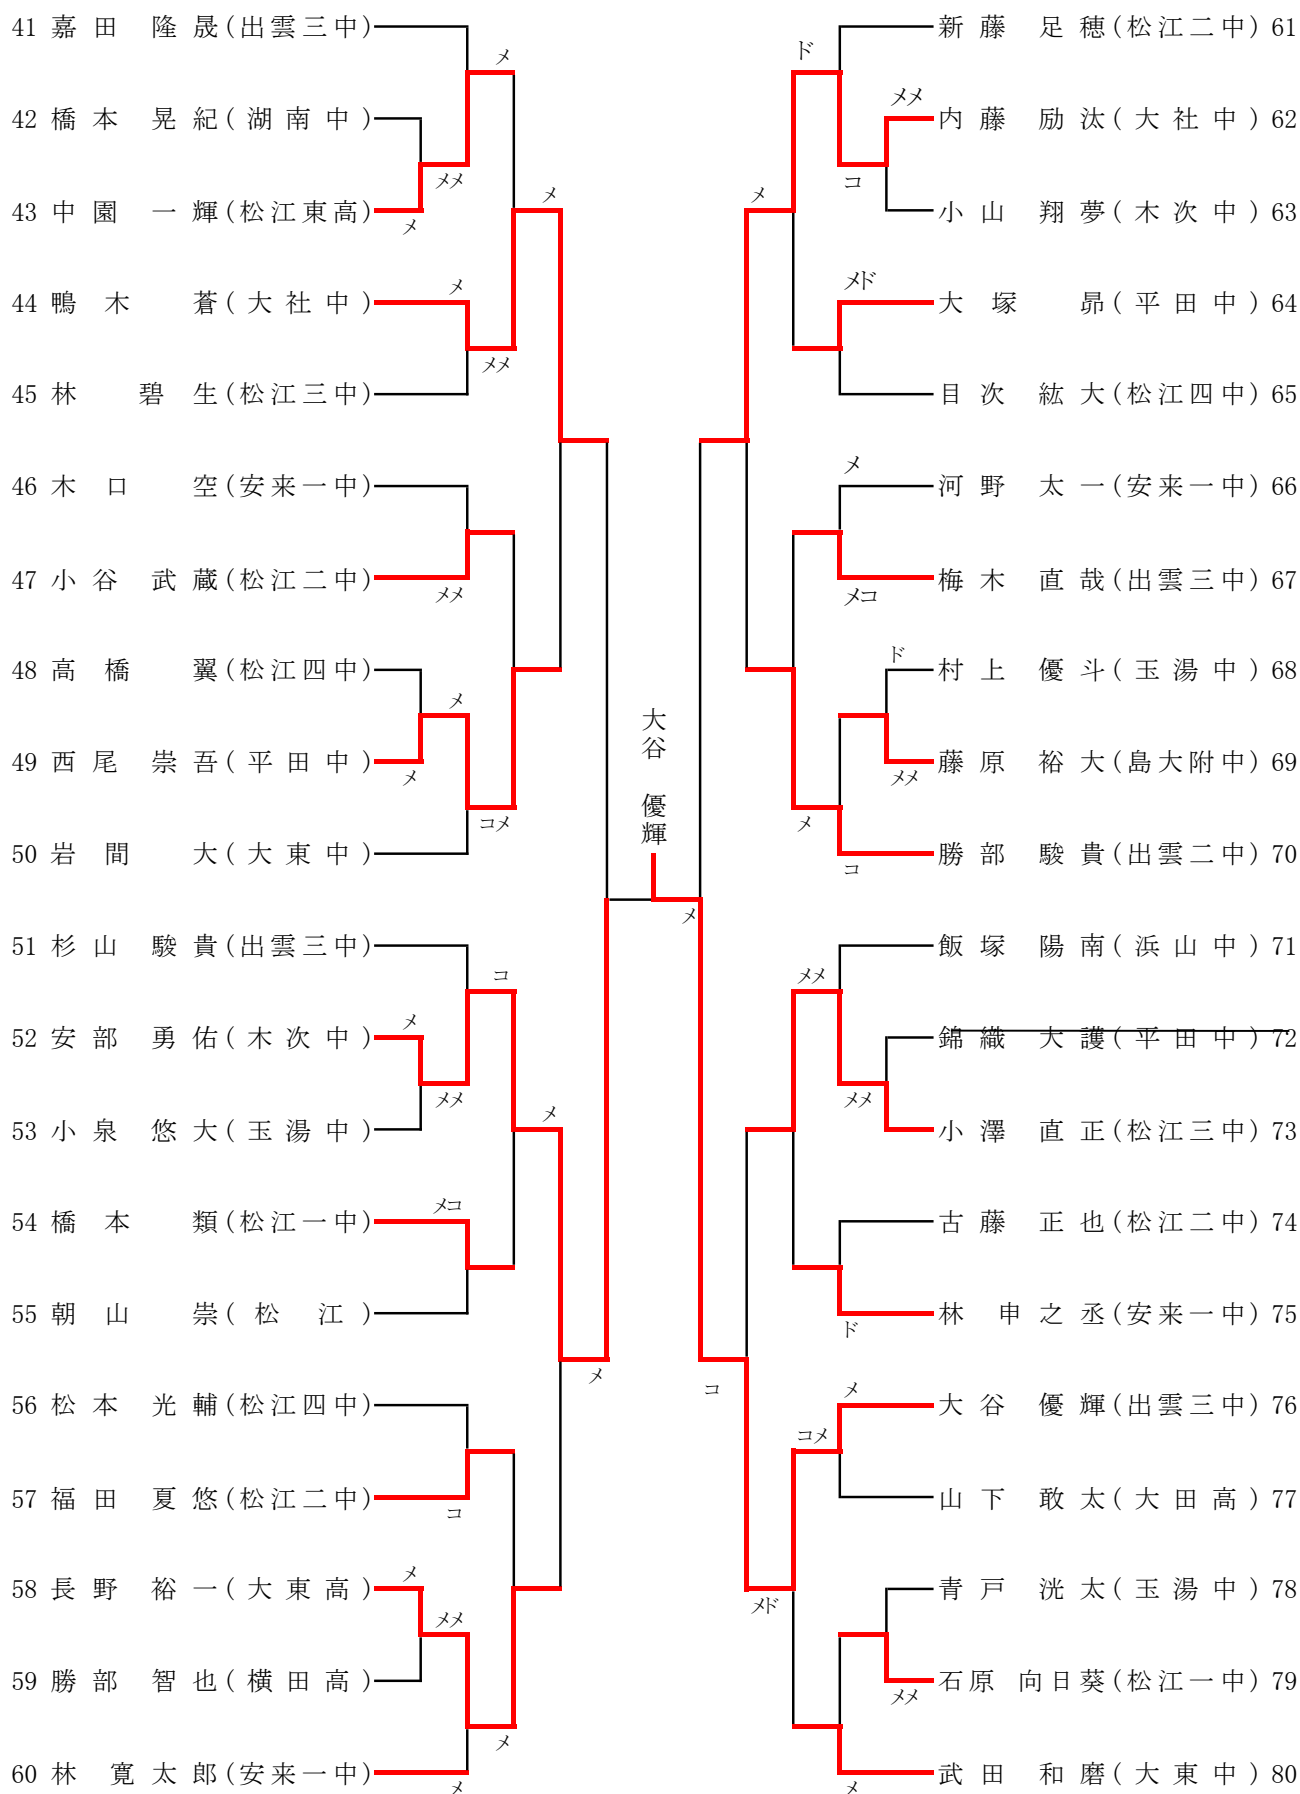 41 嘉田 隆晟(出雲三中)
メ
42 橋本 晃紀(湖南中)
メメ
43 中園 一輝(松江東高)
メ
メ
44 鴨木 蒼(大社中)
メ
メメ
45 林 碧生(松江三中)
46 木口 空(安来一中)
47 小谷 武蔵(松江二中)
メメ
48 高橋 翼(松江四中)
メ
49 西尾 崇吾(平田中)
メ
コメ
50 岩間 大(大東中)
51 杉山 駿貴(出雲三中)
コ
52 安部 勇佑(木次中)
メ
メメ
53 小泉 悠大(玉湯中)
メ
54 橋本 類(松江一中)
メコ
55 朝山 崇(松江)
メ
56 松本 光輔(松江四中)
57 福田 夏悠(松江二中)
コ
58 長野 裕一(大東高)
メ
メメ
59 勝部 智也(横田高)
メ
60 林 寛太郎(安来一中)
メ
大谷 優輝
メ
新藤 足穂(松江二中) 61
ド
メメ
内藤 励汰(大社中) 62
コ
小山 翔夢(木次中) 63
メ
メド
大塚 昴(平田中) 64
目次 紘大(松江四中) 65
メ
河野 太一(安来一中) 66
梅木 直哉(出雲三中) 67
メコ
ド
村上 優斗(玉湯中) 68
藤原 裕大(島大附中) 69
メメ
メ
勝部 駿貴(出雲二中) 70
コ
飯塚 陽南(浜山中) 71
メメ
錦織 大護(平田中) 72
メメ
小澤 直正(松江三中) 73
古藤 正也(松江二中) 74
林 申之丞(安来一中) 75
ド
コ
メ
大谷 優輝(出雲三中) 76
コメ
山下 敢太(大田高) 77
青戸 洸太(玉湯中) 78
メド
石原 向日葵(松江一中) 79
メメ
武田 和磨(大東中) 80
メ